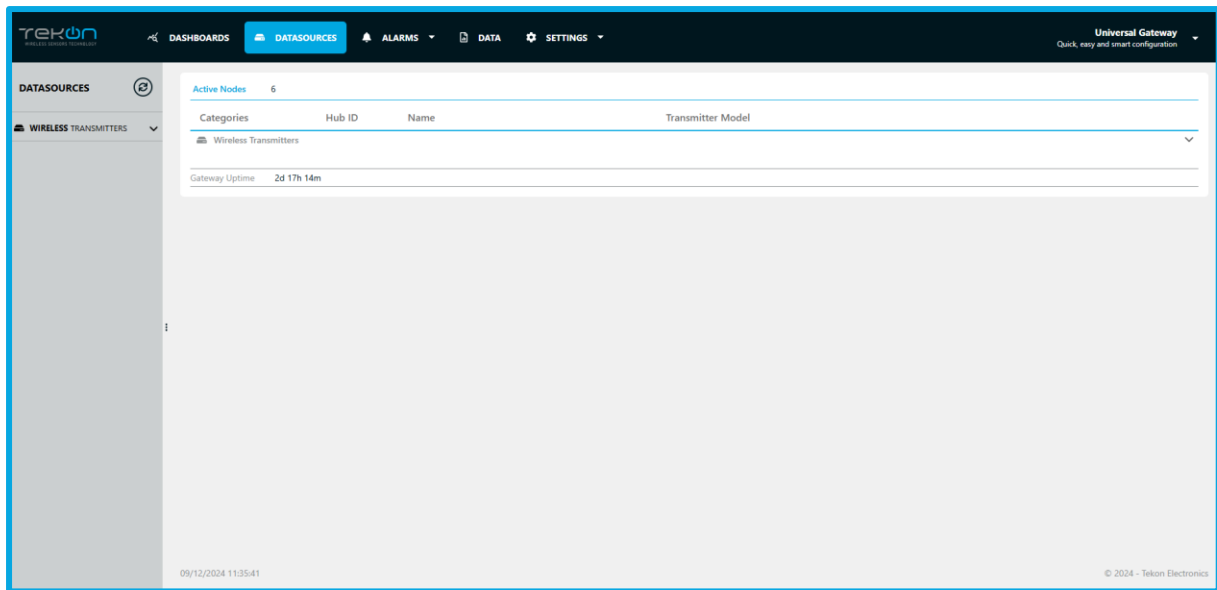 TEKON
WIRELESS SENSORS TECHNOLOGY
DASHBOARDS DATASOURCES ALARMS DATA SETTINGS
Universal Gateway
Quick, easy and smart configuration
DATASOURCES
WIRELESS TRANSMITTERS
Active Nodes 6
Categories Hub ID Name Transmitter Model
Wireless Transmitters
Gateway Uptime 2d 17h 14m
09/12/2024 11:35:41 © 2024 - Tekon Electronics